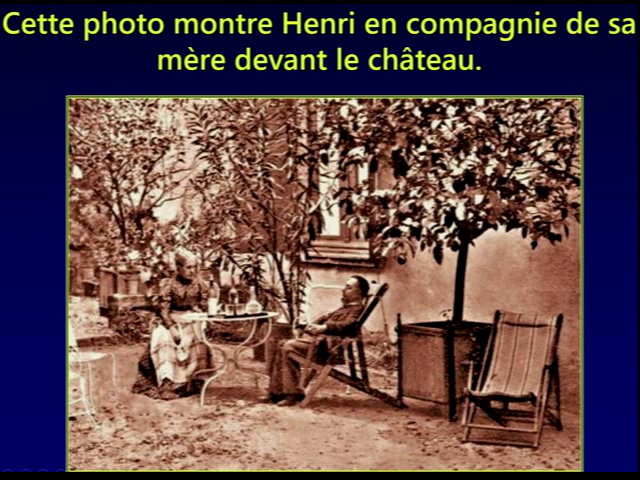 Cette photo montre Henri en compagnie de sa
mère devant le château.